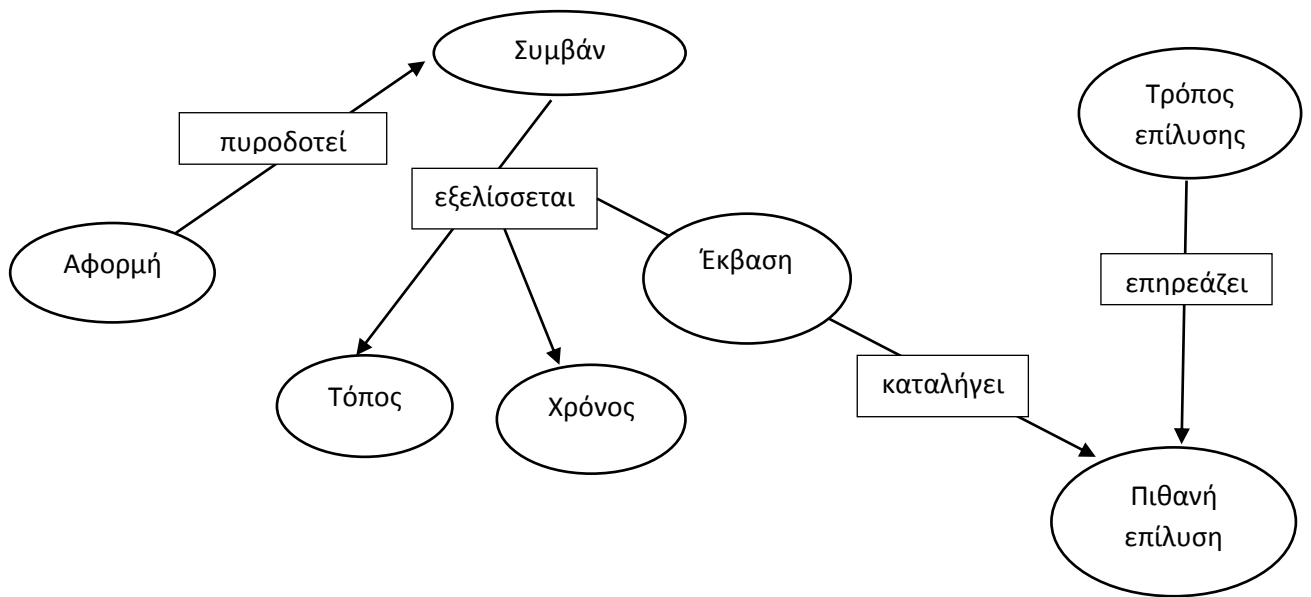 Συμβάν
Τρόπος
επίλυσης
πυροδοτεί
εξελίσσεται
Αφορμή
Έκβαση
επηρεάζει
Τόπος
Χρόνος
καταλήγει
Πιθανή
επίλυση